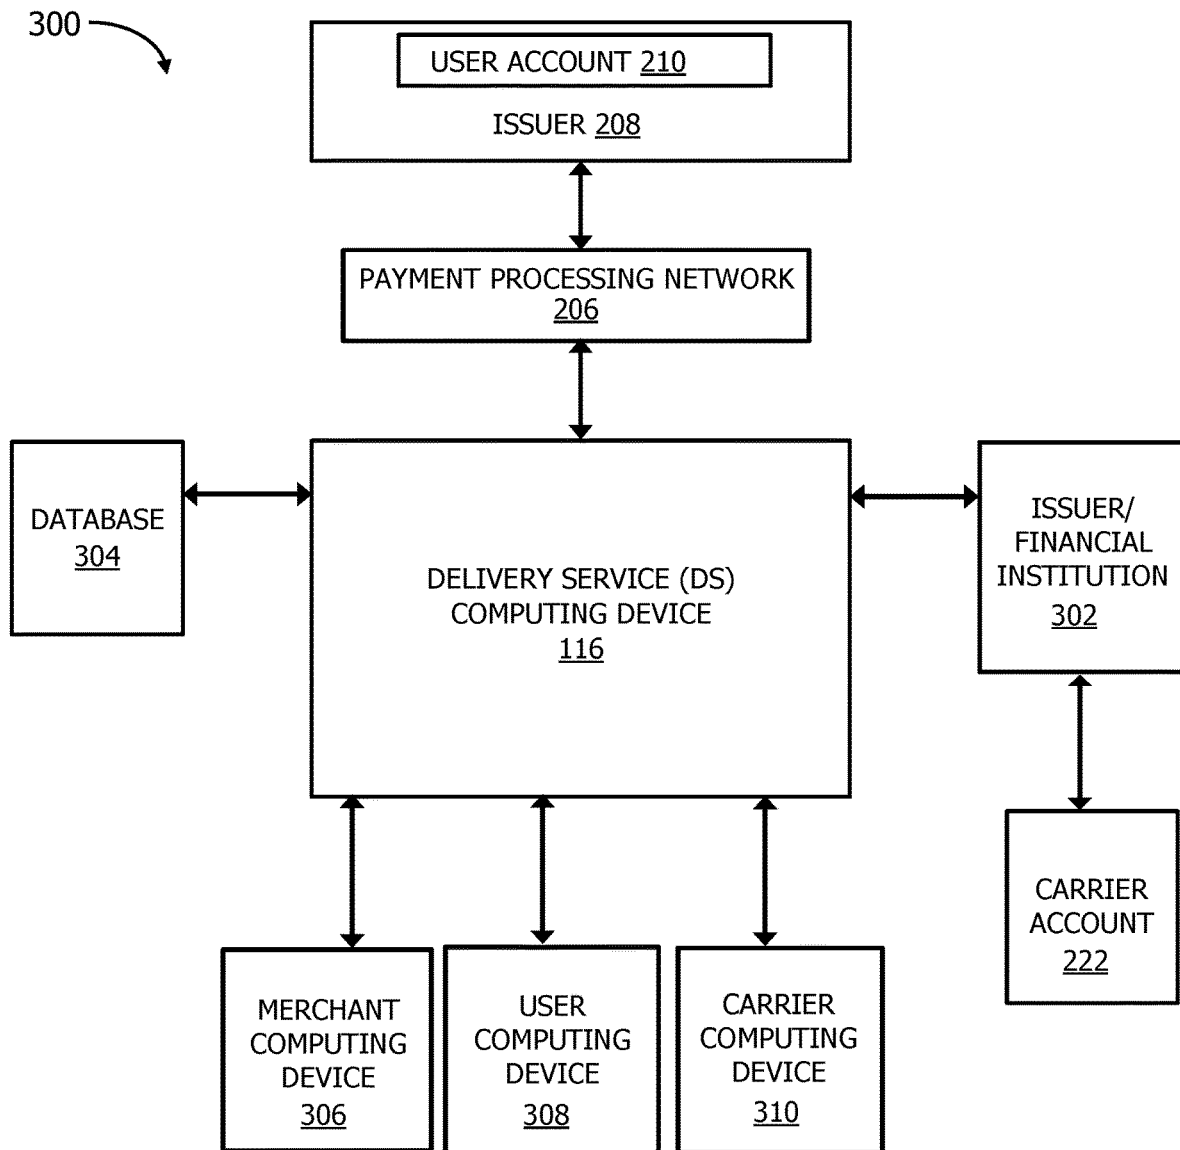 300
USER ACCOUNT 210
ISSUER 208
PAYMENT PROCESSING NETWORK
206
DATABASE
304
DELIVERY SERVICE (DS)
COMPUTING DEVICE
116
ISSUER/
FINANCIAL
INSTITUTION
302
CARRIER
ACCOUNT
222
MERCHANT
COMPUTING
DEVICE
306
USER
COMPUTING
DEVICE
308
CARRIER
COMPUTING
DEVICE
310